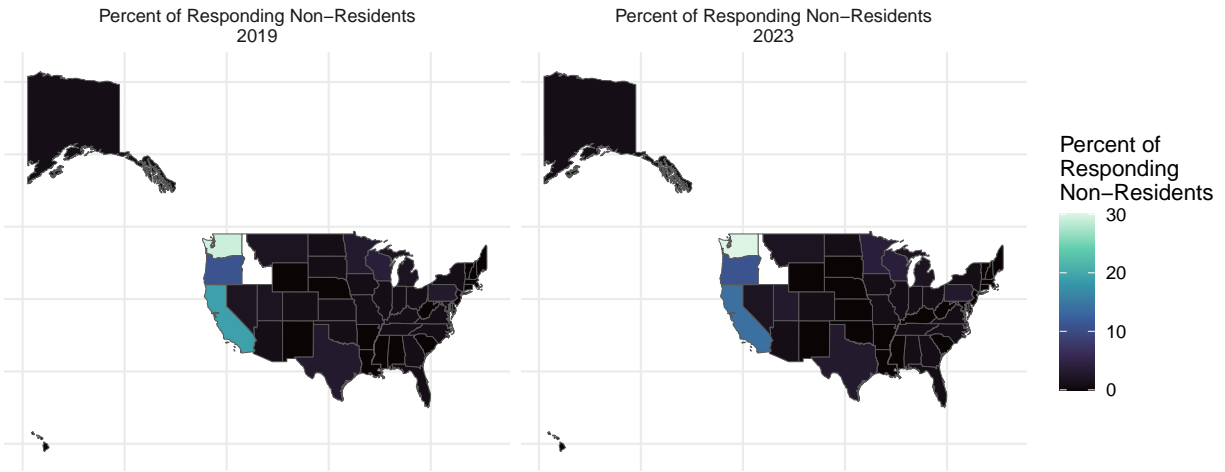 Percent of Responding Non−Residents
2019
Percent of Responding Non−Residents
2023
Percent of
Responding
Non−Residents
30
20
10
0